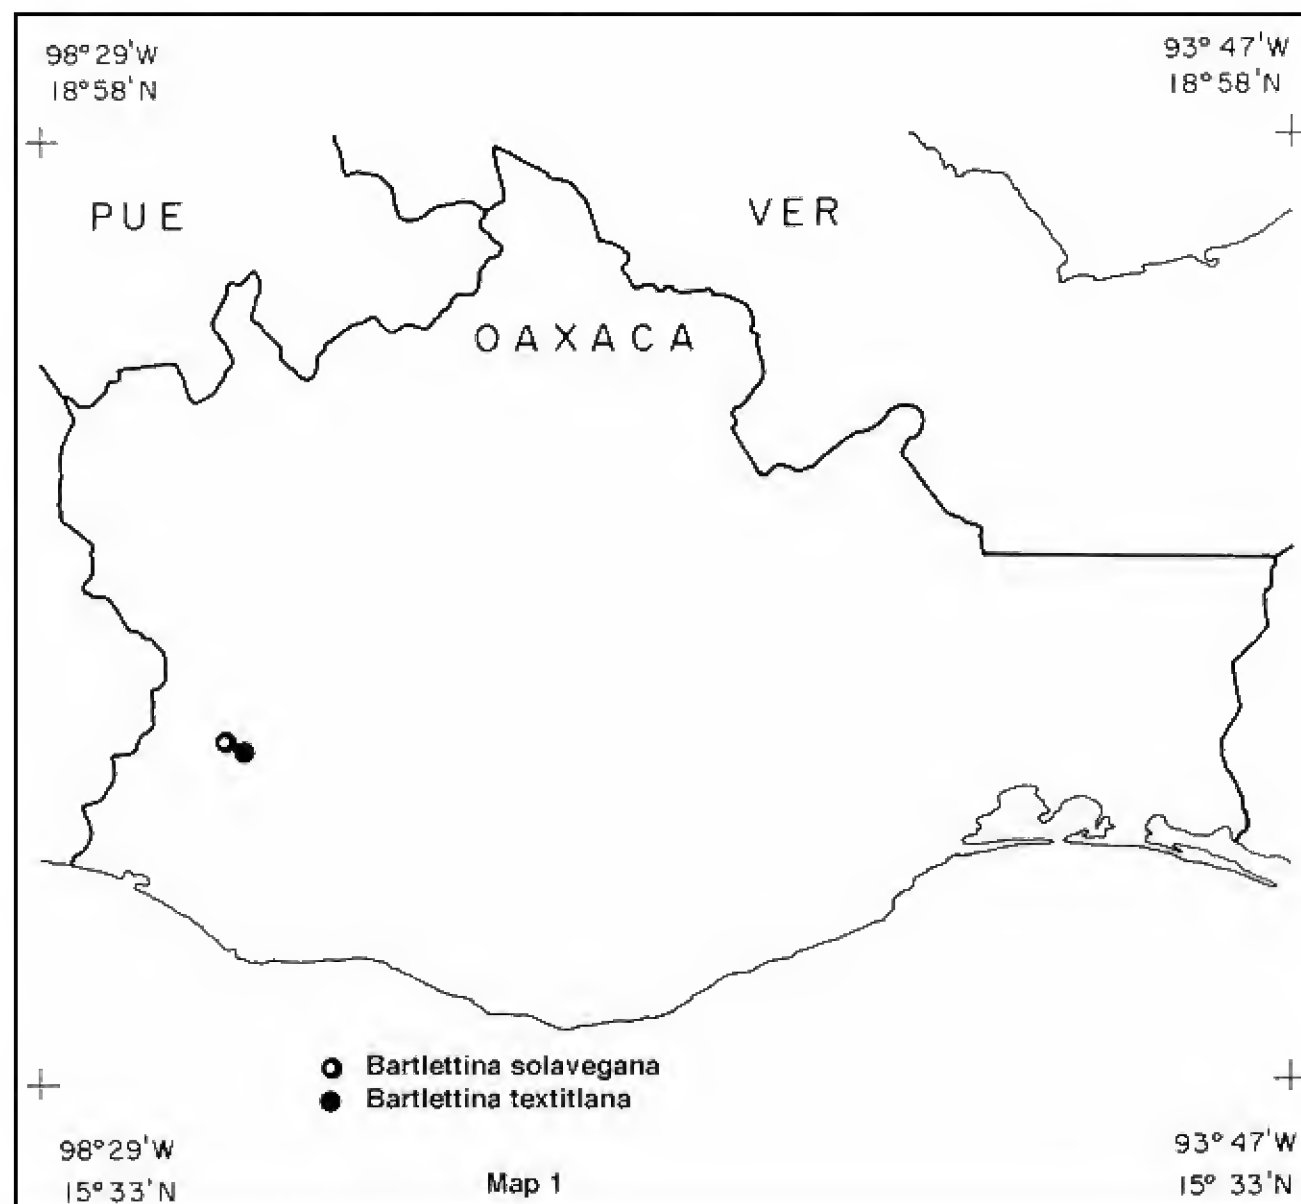 98°29'W
18°58'N
93°47'W
18°58'N
PUE
VER
OAXACA
Bartlettina solavegana
Bartlettina textitlana
98°29'W
15°33'N
93°47'W
15° 33'N
Map 1